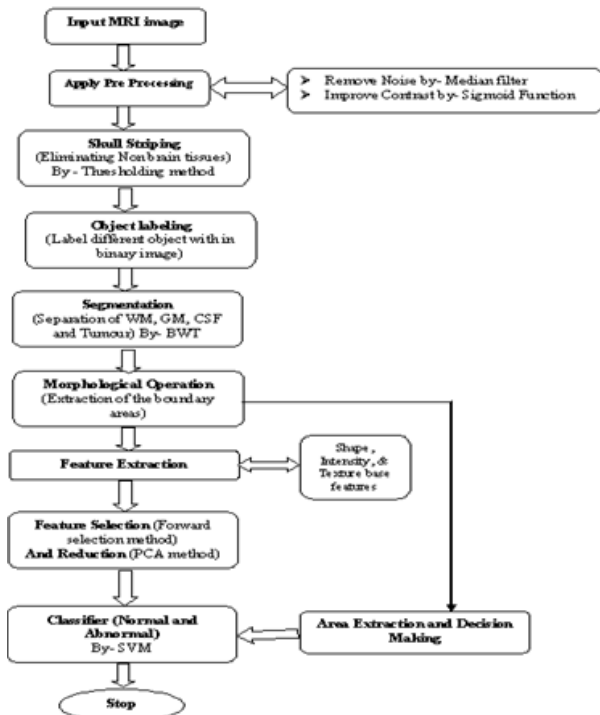 Input MRI image
Apply Pre Processing
➤ Remove Noise by- Median filter
➤ Improve Contrast by- Sigmoid Function
Skull Striping
(Eliminating Nonbrain tissues)
By - Thresholding method
Object labeling
(Label different object with in
binary image)
Segmentation
(Separation of WM, GM, CSF
and Tumour) By- BWT
Morphological Operation
(Extraction of the boundary
areas)
Feature Extraction
Shape,
Intensity, &
Texture base
features
Feature Selection (Forward
selection method)
And Reduction (PCA method)
Classifier (Normal and
Abnormal)
By- SVM
Area Extraction and Decision
Making
Stop